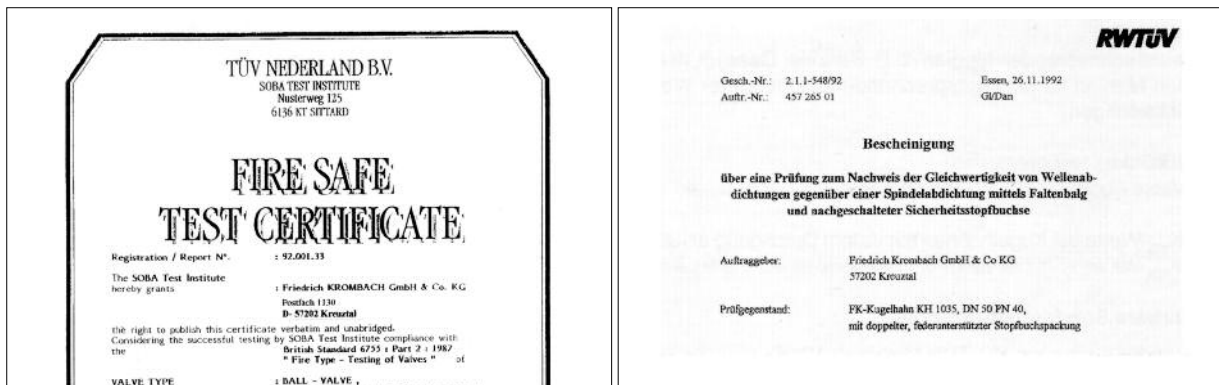 TÜV NEDERLAND B.V.
SOBA TEST INSTITUTE
Nusterweg 125
6136 KT SITTARD
FIRE SAFE
TEST CERTIFICATE
Registration / Report N°. : 92.001.33
The SOBA Test Institute
hereby grants : Friedrich KROMBACH GmbH & Co. KG
Postfach 1130
D- 57202 Kreuztal
the right to publish this certificate verbatim and unabridged.
Considering the successful testing by SOBA Test Institute compliance with
the British Standard 6755 : Part 2 : 1987
" Fire Type - Testing of Valves " of
VALVE TYPE : BALL - VALVE ,
RWTÜV
Gesch.-Nr.: 2.1.1-548/92 Essen, 26.11.1992
Auftr.-Nr.: 457 265 01 Gl/Dan
Bescheinigung
über eine Prüfung zum Nachweis der Gleichwertigkeit von Wellenab-
dichtungen gegenüber einer Spindelabdichtung mittels Faltenbalg
und nachgeschalteter Sicherheitsstopfbuchse
Auftraggeber: Friedrich Krombach GmbH & Co KG
57202 Kreuztal
Prüfgegenstand: FK-Kugelhahn KH 1035, DN 50 PN 40,
mit doppelter, federunterstützter Stopfbuchspackung